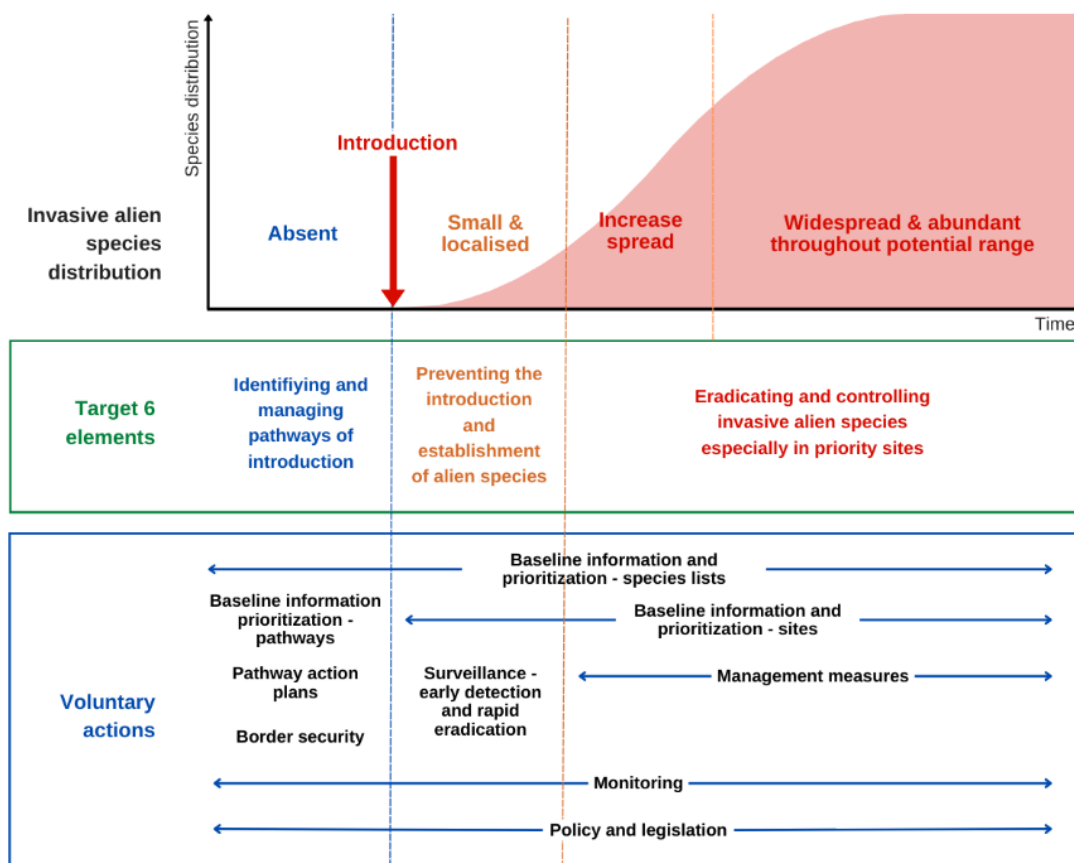 Species distribution
Introduction
Invasive alien
species
distribution
Absent
Small &
localised
Increase
spread
Widespread & abundant
throughout potential range
Time
Target 6
elements
Identifiying and
managing
pathways of
introduction
Preventing the
introduction
and
establishment
of alien species
Eradicating and controlling
invasive alien species
especially in priority sites
Voluntary
actions
Baseline information and
prioritization - species lists
Baseline information
prioritization -
pathways
Baseline information and
prioritization - sites
Pathway action
plans
Surveillance -
early detection
and rapid
eradication
Management measures
Border security
Monitoring
Policy and legislation